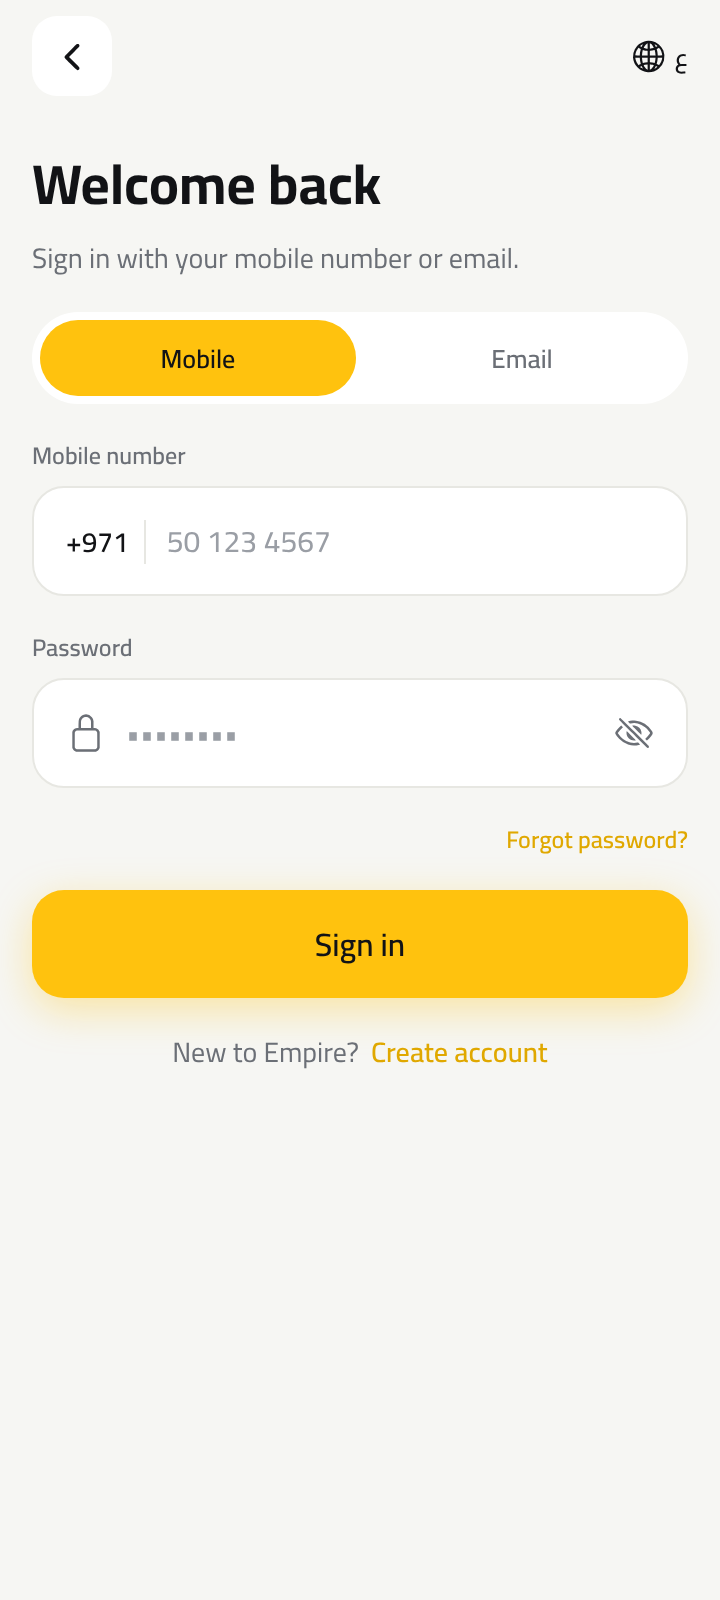 ع
Welcome back
Sign in with your mobile number or email.
Mobile Email
Mobile number
+971 50 123 4567
Password
Forgot password?
Sign in
New to Empire? Create account